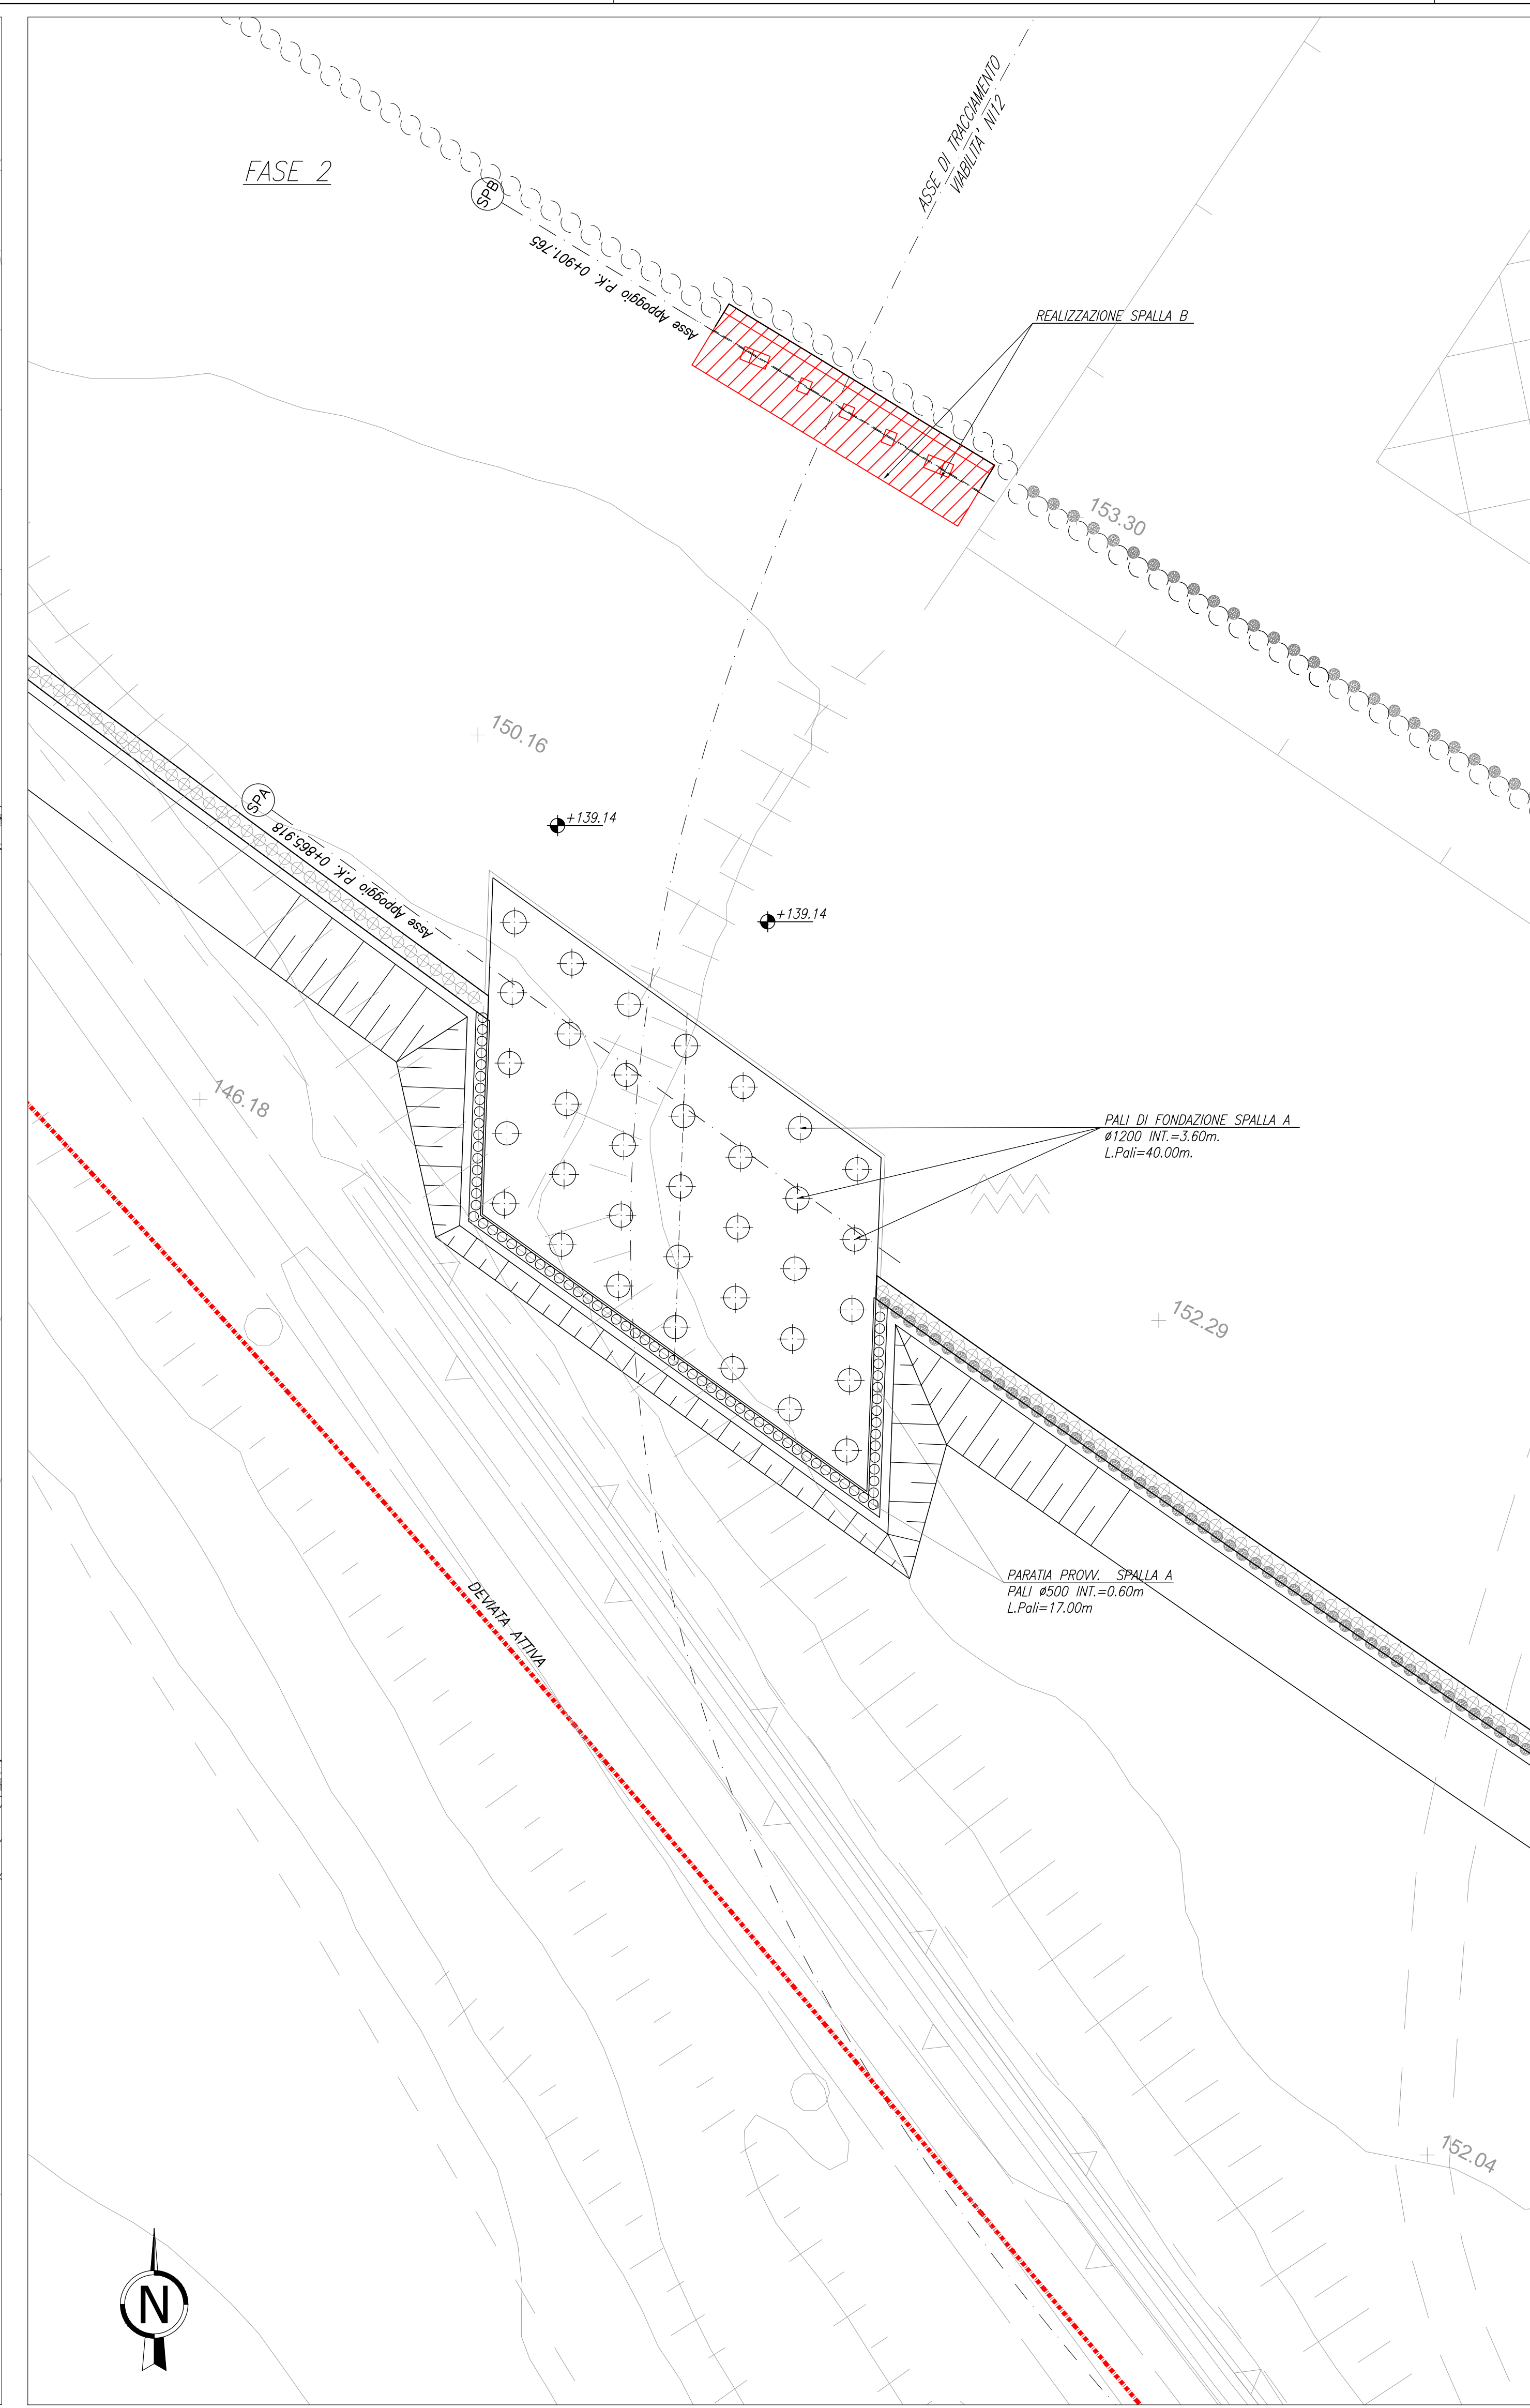 FASE 2
ASSE DI TRACCIAMENTO
VIABILITA' NI12
SPB
Asse Appoggio P.K. 0+901.765
REALIZZAZIONE SPALLA B
153.30
150.16
SPA
Asse Appoggio P.K. 0+865.918
+139.14
+139.14
146.18
PALI DI FONDAZIONE SPALLA A
ø1200 INT.=3.60m.
L.Pali=40.00m.
152.29
PARATIA PROVV. SPALLA A
PALI ø500 INT.=0.60m
L.Pali=17.00m
DEVIATA ATTIVA
152.04
N